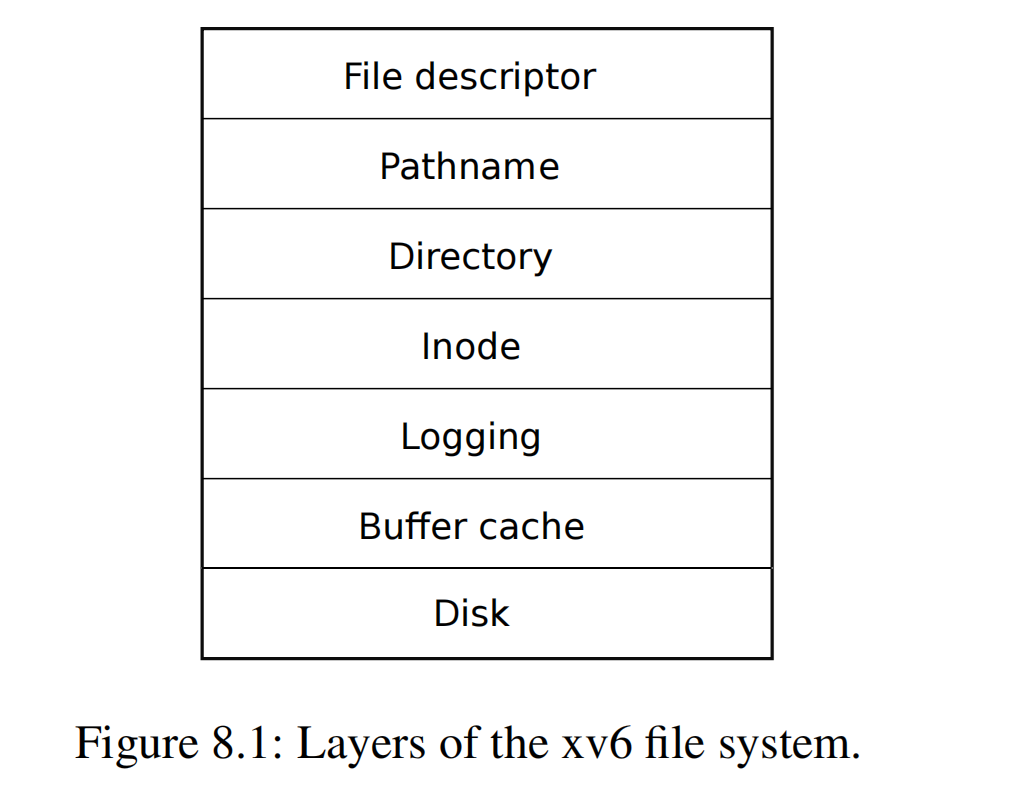 File descriptor
Pathname
Directory
Inode
Logging
Buffer cache
Disk
Figure 8.1: Layers of the xv6 file system.